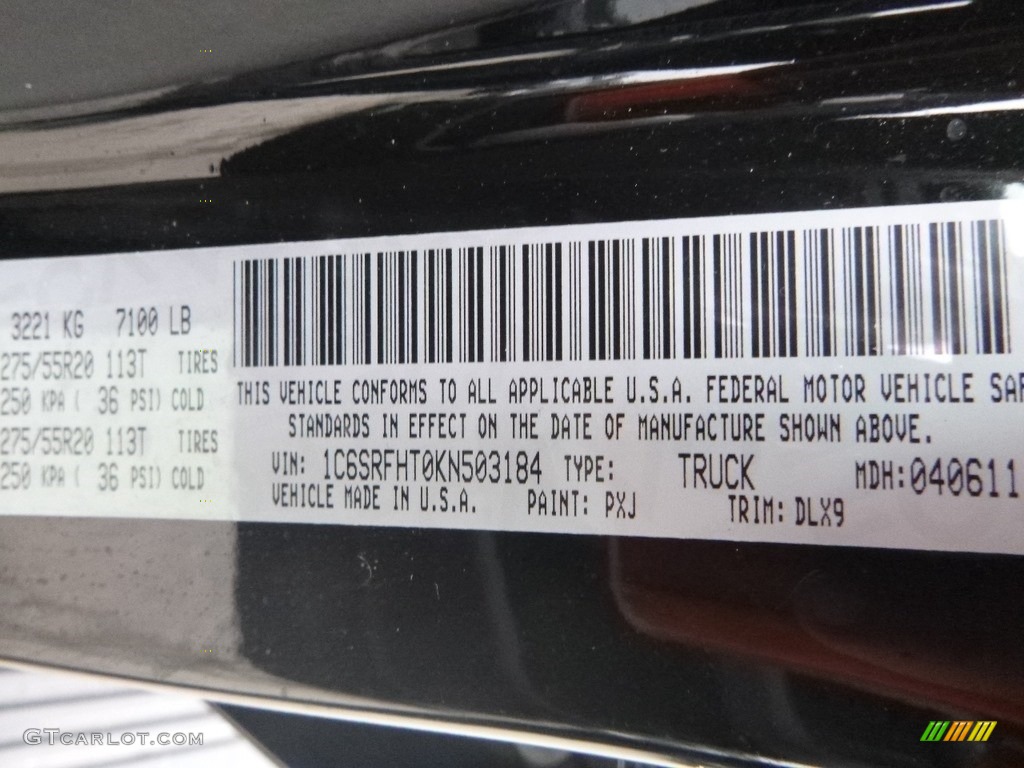 3221 KG 7100 LB
275/55R20 113T TIRES
250 KPA ( 36 PSI) COLD
275/55R20 113T TIRES
250 KPA ( 36 PSI) COLD
THIS VEHICLE CONFORMS TO ALL APPLICABLE U.S.A. FEDERAL MOTOR VEHICLE SAF
STANDARDS IN EFFECT ON THE DATE OF MANUFACTURE SHOWN ABOVE.
VIN: 1C6SRFHT0KN503184 TYPE: TRUCK MDH:040611
VEHICLE MADE IN U.S.A. PAINT: PXJ TRIM: DLX9
GTcarlot.com